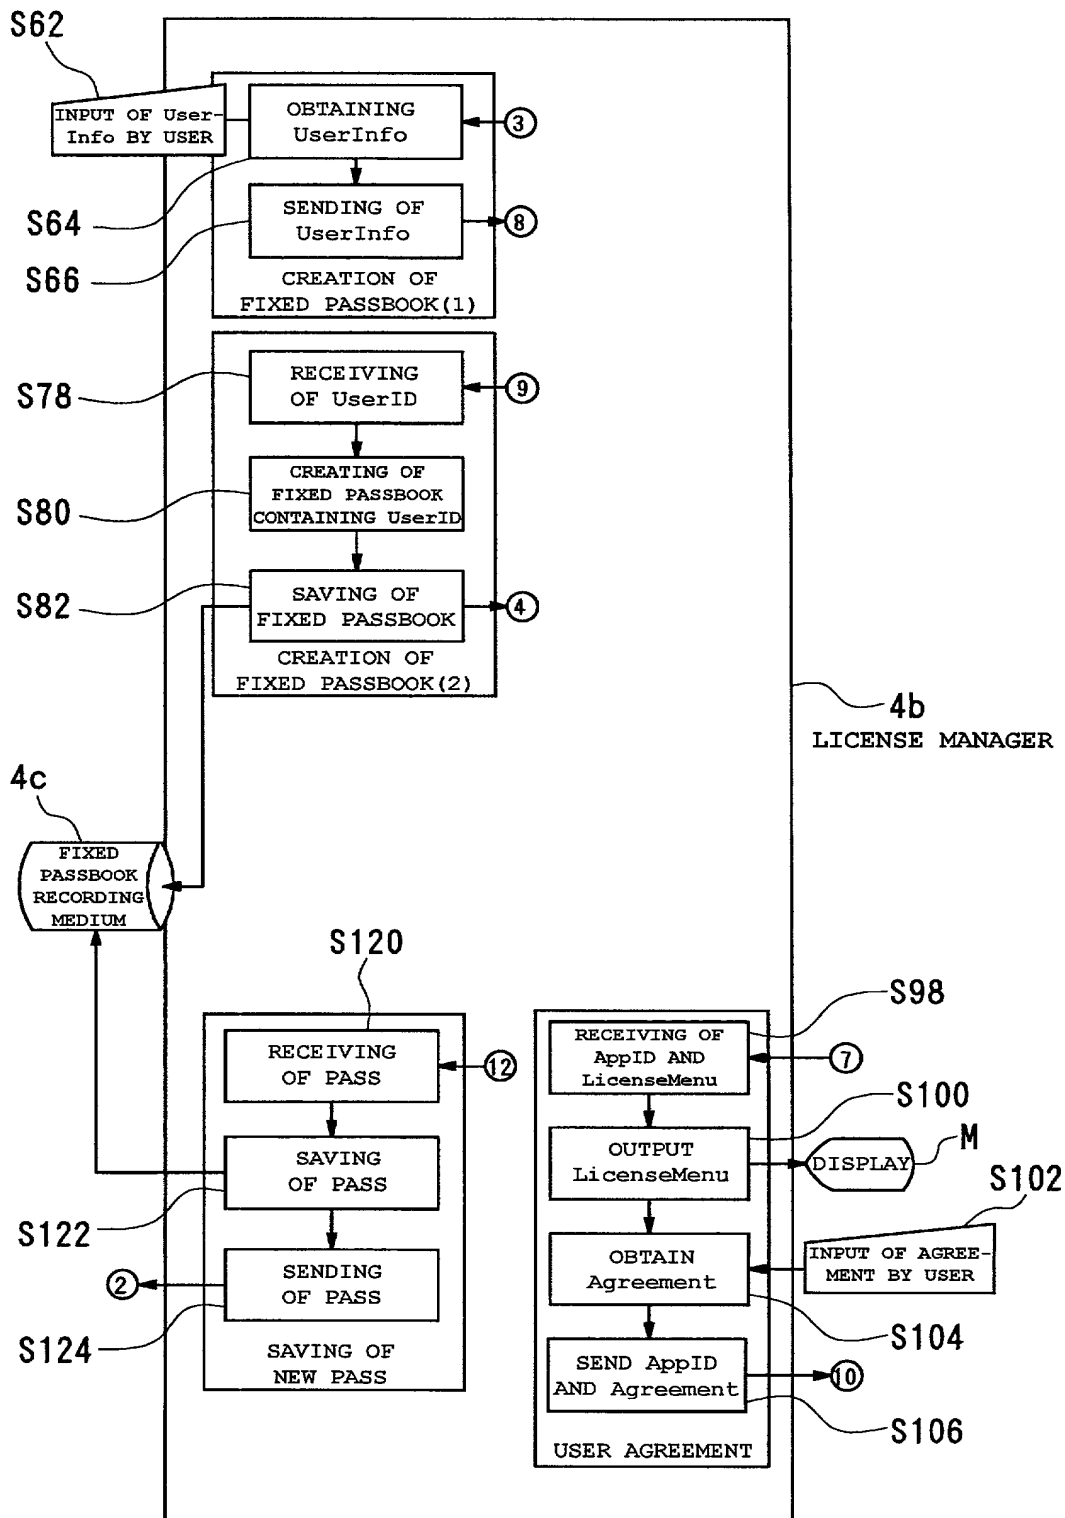 S62
INPUT OF User-
Info BY USER
OBTAINING
UserInfo
3
S64
SENDING OF
UserInfo
8
S66
CREATION OF
FIXED PASSBOOK(1)
S78
RECEIVING
OF UserID
9
S80
CREATING OF
FIXED PASSBOOK
CONTAINING UserID
S82
SAVING OF
FIXED PASSBOOK
4
CREATION OF
FIXED PASSBOOK(2)
4b
LICENSE MANAGER
4c
FIXED
PASSBOOK
RECORDING
MEDIUM
S120
RECEIVING
OF PASS
12
SAVING
OF PASS
S122
SENDING
OF PASS
2
S124
SAVING OF
NEW PASS
S98
RECEIVING OF
AppID AND
LicenseMenu
7
S100
OUTPUT
LicenseMenu
DISPLAY
M
S102
OBTAIN
Agreement
INPUT OF AGREE-
MENT BY USER
S104
SEND AppID
AND Agreement
10
S106
USER AGREEMENT